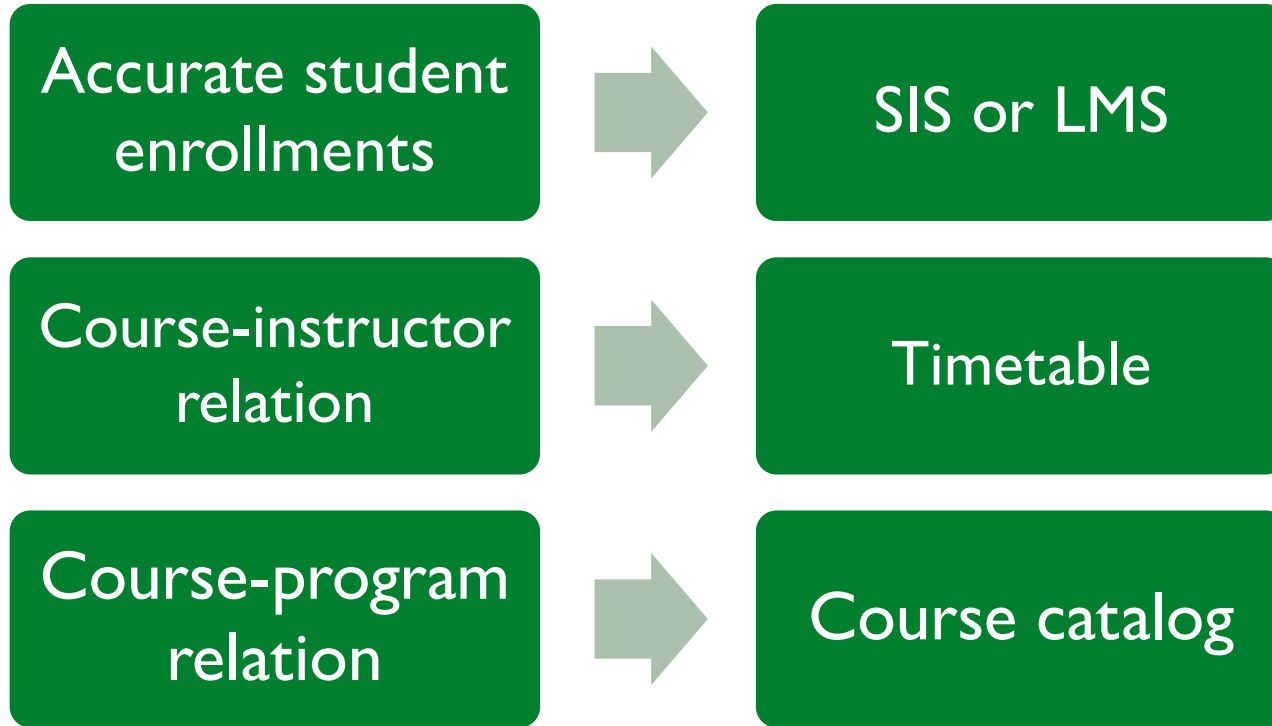 Accurate student
enrollments
SIS or LMS
Course-instructor
relation
Timetable
Course-program
relation
Course catalog